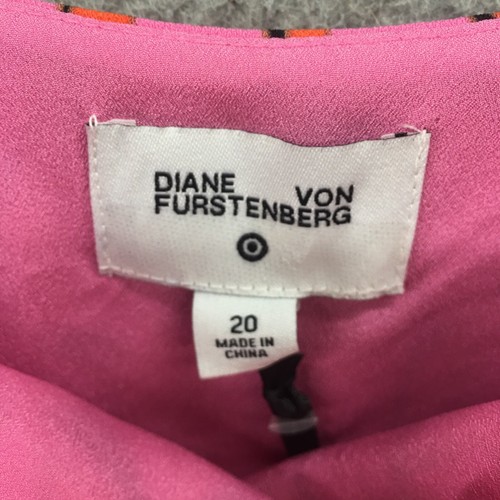 DIANE VON
FURSTENBERG
20
MADE IN
CHINA